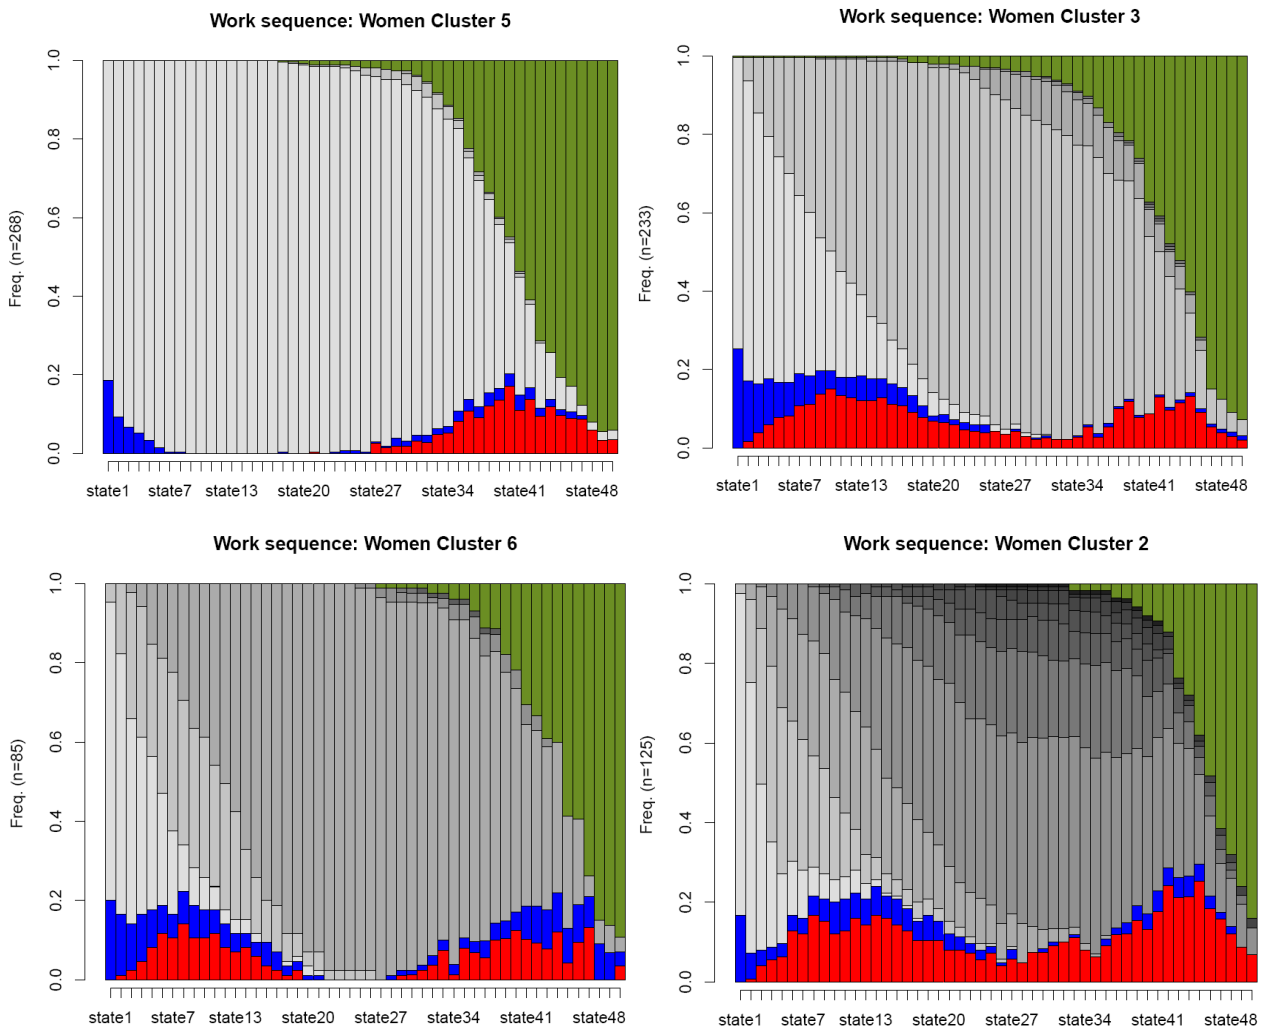 Work sequence: Women Cluster 5
Freq. (n=268)
0.0 0.2 0.4 0.6 0.8 1.0
state1 state7 state13 state20 state27 state34 state41 state48
Work sequence: Women Cluster 3
Freq. (n=233)
0.0 0.2 0.4 0.6 0.8 1.0
state1 state7 state13 state20 state27 state34 state41 state48
Work sequence: Women Cluster 6
Freq. (n=85)
0.0 0.2 0.4 0.6 0.8 1.0
state1 state7 state13 state20 state27 state34 state41 state48
Work sequence: Women Cluster 2
Freq. (n=125)
0.0 0.2 0.4 0.6 0.8 1.0
state1 state7 state13 state20 state27 state34 state41 state48